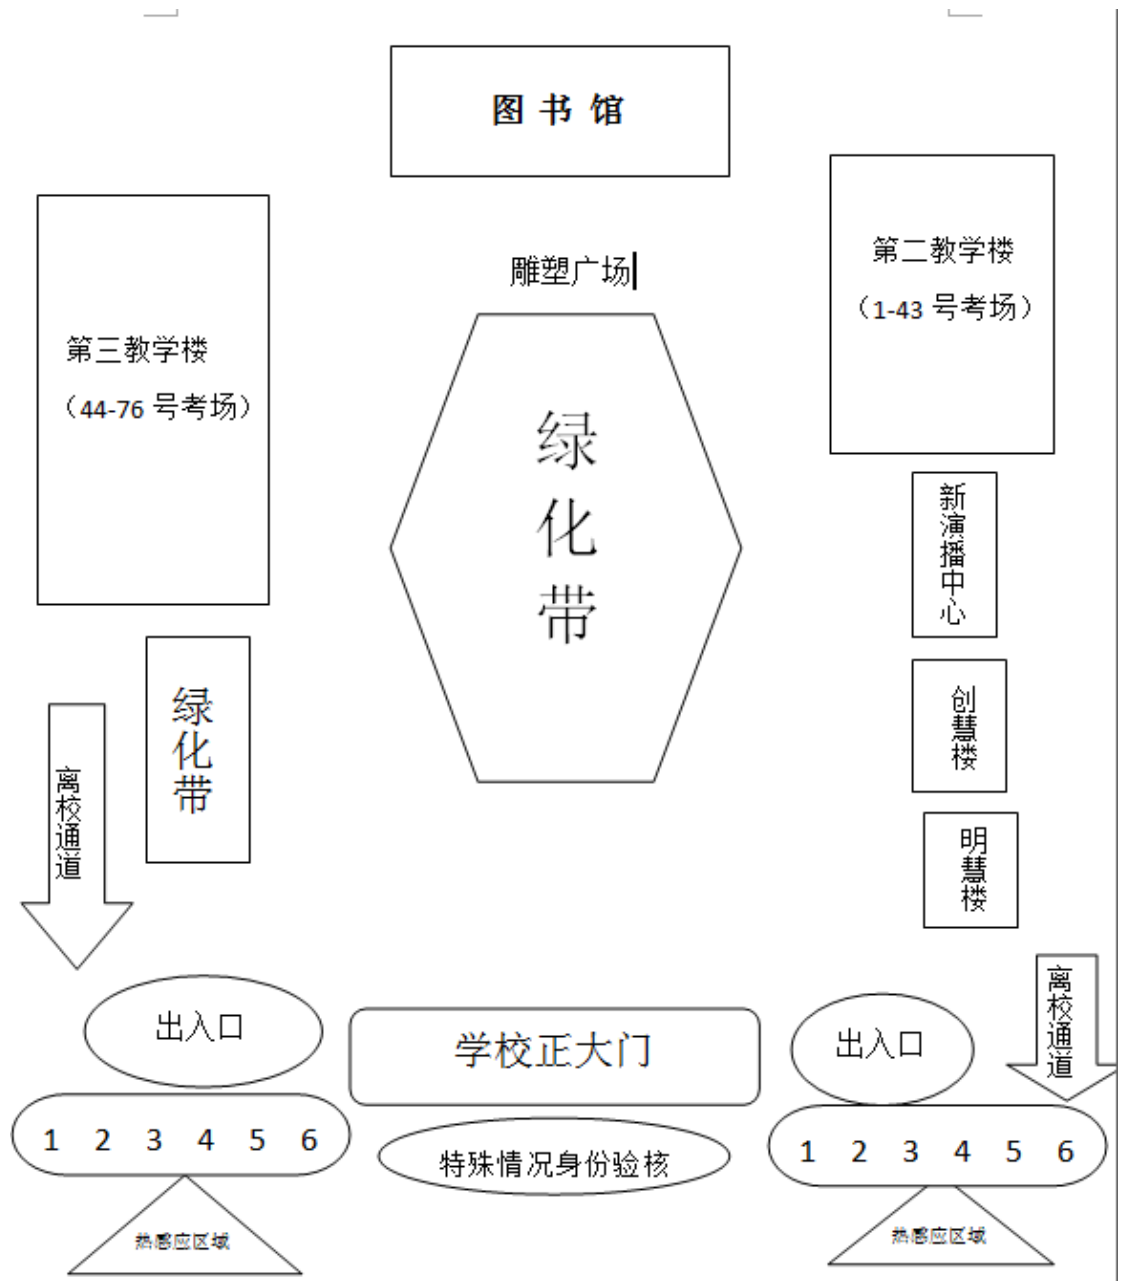 图 书 馆
第二教学楼
（1-43 号考场）
雕塑广场
第三教学楼
（44-76 号考场）
绿化带
新演播中心
绿化带
创慧楼
离校通道
明慧楼
离校通道
出入口
学校正大门
出入口
1 2 3 4 5 6
特殊情况身份验核
1 2 3 4 5 6
热感应区域
热感应区域